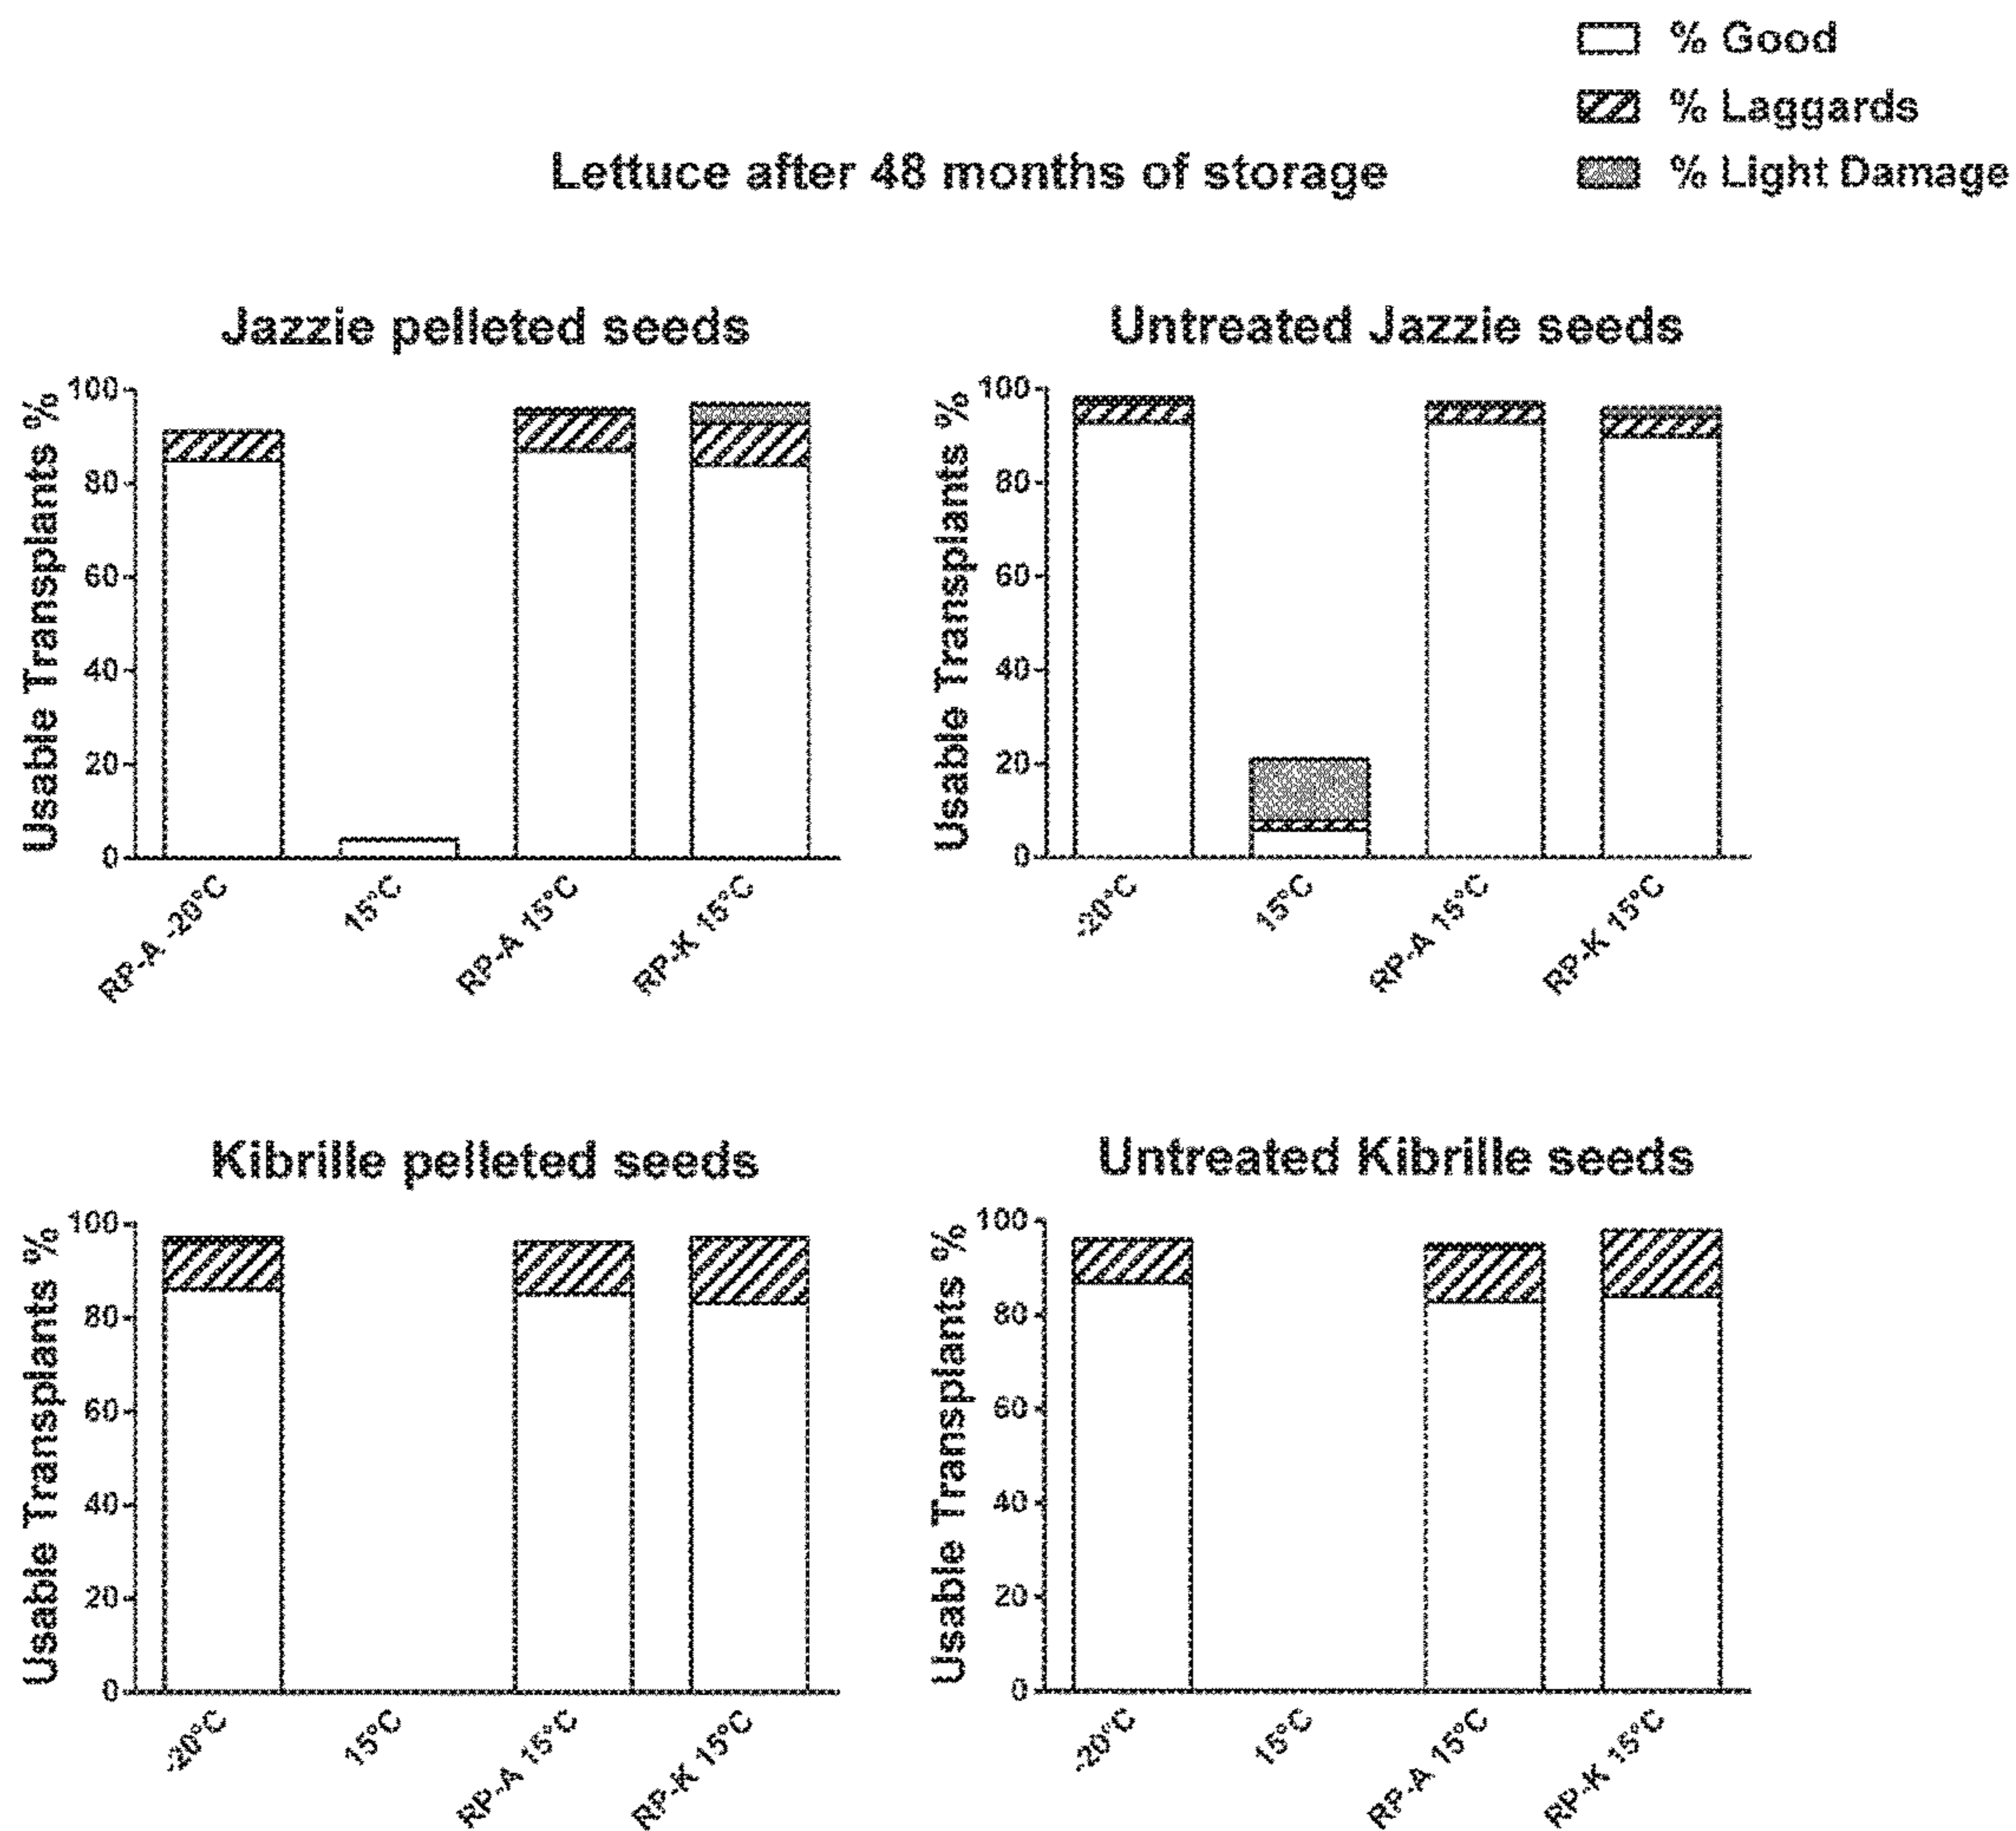 % Good
% Laggards
Lettuce after 48 months of storage
% Light Damage
Jazzie pelleted seeds
Usable Transplants %
100
80
60
40
20
0
RP-A -20°C
15°C
RP-A 15°C
RP-K 15°C
Untreated Jazzie seeds
Usable Transplants %
100
80
60
40
20
0
-20°C
15°C
RP-A 15°C
RP-K 15°C
Kibrille pelleted seeds
Usable Transplants %
100
80
60
40
20
0
-20°C
15°C
RP-A 15°C
RP-K 15°C
Untreated Kibrille seeds
Usable Transplants %
100
80
60
40
20
0
-20°C
15°C
RP-A 15°C
RP-K 15°C